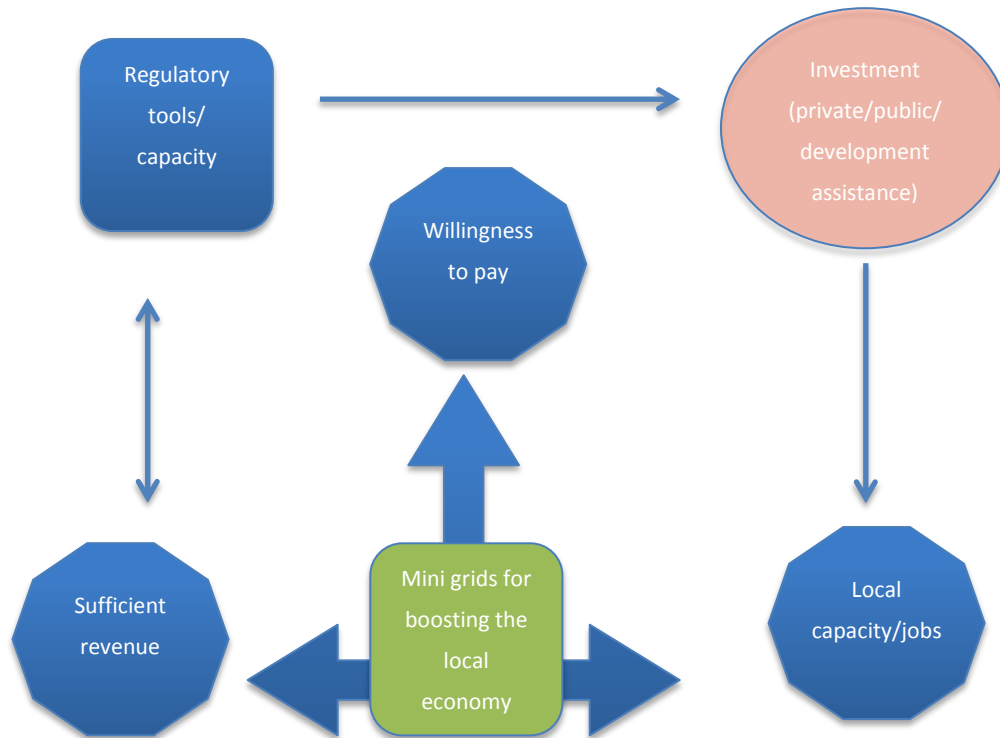 Regulatory
tools/
capacity
Investment
(private/public/
development
assistance)
Willingness
to pay
Sufficient
revenue
Mini grids for
boosting the
local
economy
Local
capacity/jobs